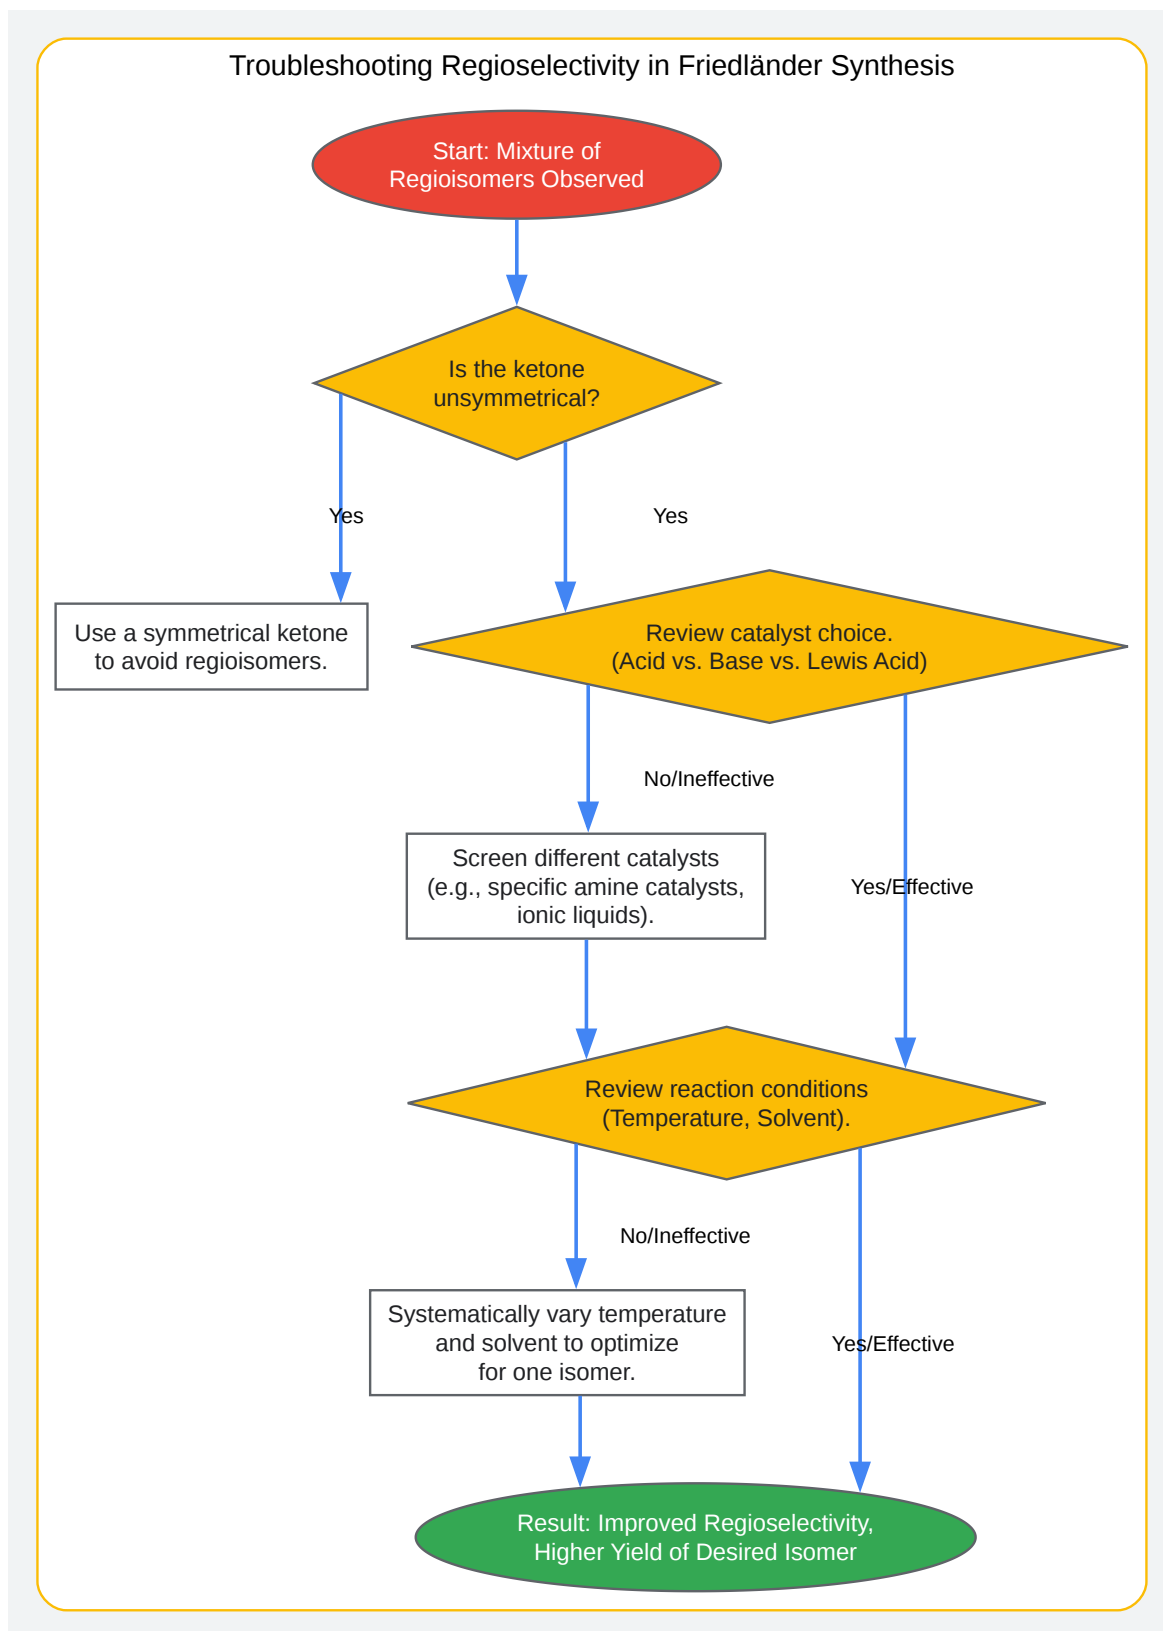 Troubleshooting Regioselectivity in Friedländer Synthesis
Start: Mixture of
Regioisomers Observed
Is the ketone
unsymmetrical?
Yes
Yes
Use a symmetrical ketone
to avoid regioisomers.
Review catalyst choice.
(Acid vs. Base vs. Lewis Acid)
No/Ineffective
Screen different catalysts
(e.g., specific amine catalysts,
ionic liquids).
Yes/Effective
Review reaction conditions
(Temperature, Solvent).
No/Ineffective
Systematically vary temperature
and solvent to optimize
for one isomer.
Yes/Effective
Result: Improved Regioselectivity,
Higher Yield of Desired Isomer